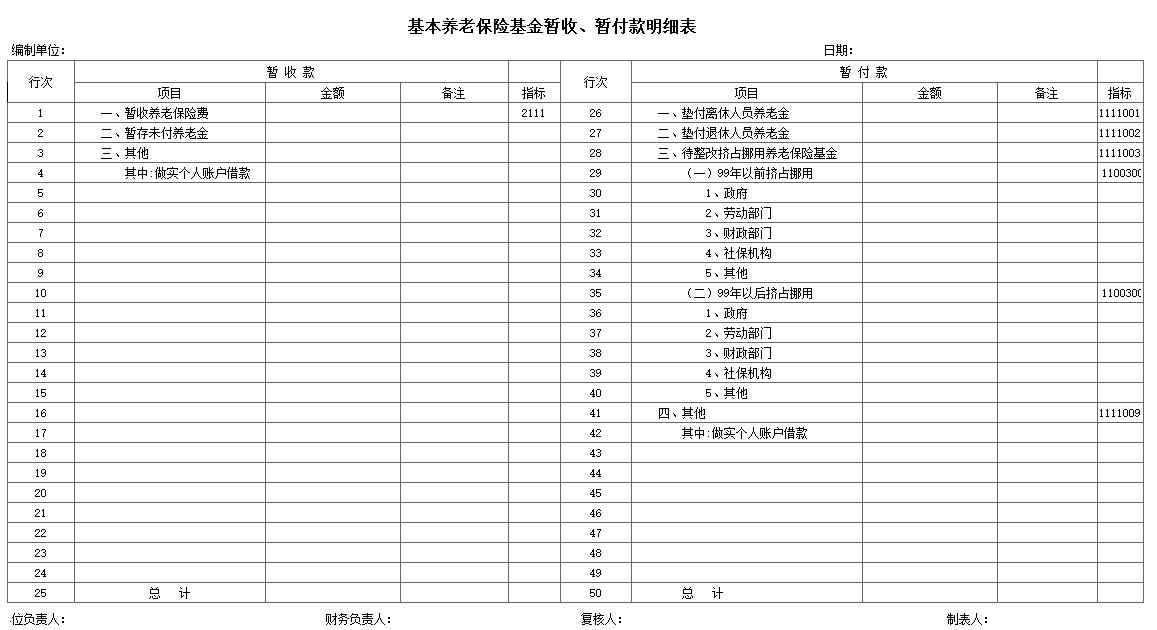 基本养老保险基金暂收、暂付款明细表
编制单位： 日期：
行次 暂 收 款 行次 暂 付 款
项目 金额 备注 指标 项目 金额 备注 指标
1 一、暂收养老保险费 2111 26 一、垫付离休人员养老金 1111001
2 二、暂存未付养老金 27 二、垫付退休人员养老金 1111002
3 三、其他 28 三、待整改挤占挪用养老保险基金 1111003
4 其中:做实个人账户借款 29 （一）99年以前挤占挪用 1100300
5 30 1、政府
6 31 2、劳动部门
7 32 3、财政部门
8 33 4、社保机构
9 34 5、其他
10 35 （二）99年以后挤占挪用 1100300
11 36 1、政府
12 37 2、劳动部门
13 38 3、财政部门
14 39 4、社保机构
15 40 5、其他
16 41 四、其他 1111009
17 42 其中:做实个人账户借款
18 43
19 44
20 45
21 46
22 47
23 48
24 49
25 总 计 50 总 计
位负责人： 财务负责人： 复核人： 制表人：